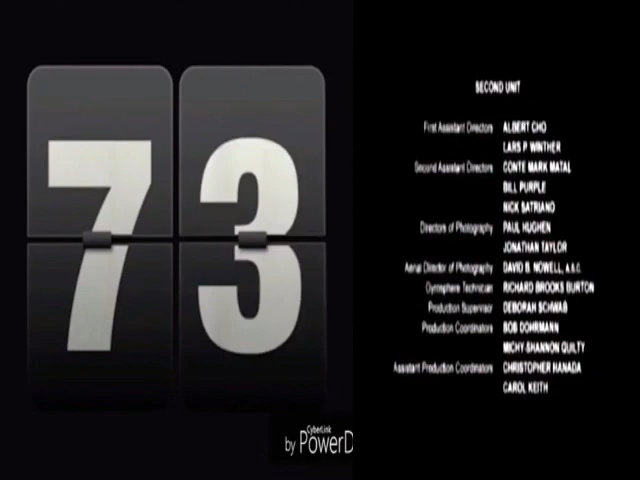 73
CyberLink
by PowerD
SECOND UNIT
First Assistant Directors ALBERT CHO
LARS P WINTHER
Second Assistant Directors CONTE MARK MATAL
BILL PURPLE
NICK SATRIANO
Directors of Photography PAUL HUGHEN
JONATHAN TAYLOR
Aerial Director of Photography DAVID B. NOWELL, A.S.C.
Gyrosphere Technician RICHARD BROOKS BURTON
Production Supervisor DEBORAH SCHWAB
Production Coordinators BOB DOHRMANN
MICHY-SHANNON QUILTY
Assistant Production Coordinators CHRISTOPHER HANADA
CAROL KEITH